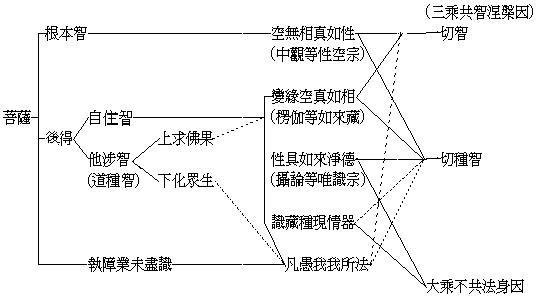 (三乘共智涅槃因)
根本智
空無相真如性
切智
(中觀等性空宗)
變緣空真如相
(楞伽等如來藏)
菩薩
自住智
後得
上求佛果
他涉智
(道種智)
性具如來淨德
切種智
下化眾生
(攝論等唯識宗)
識藏種現情器
執障業未盡識
凡愚我我所法
大乘不共法身因